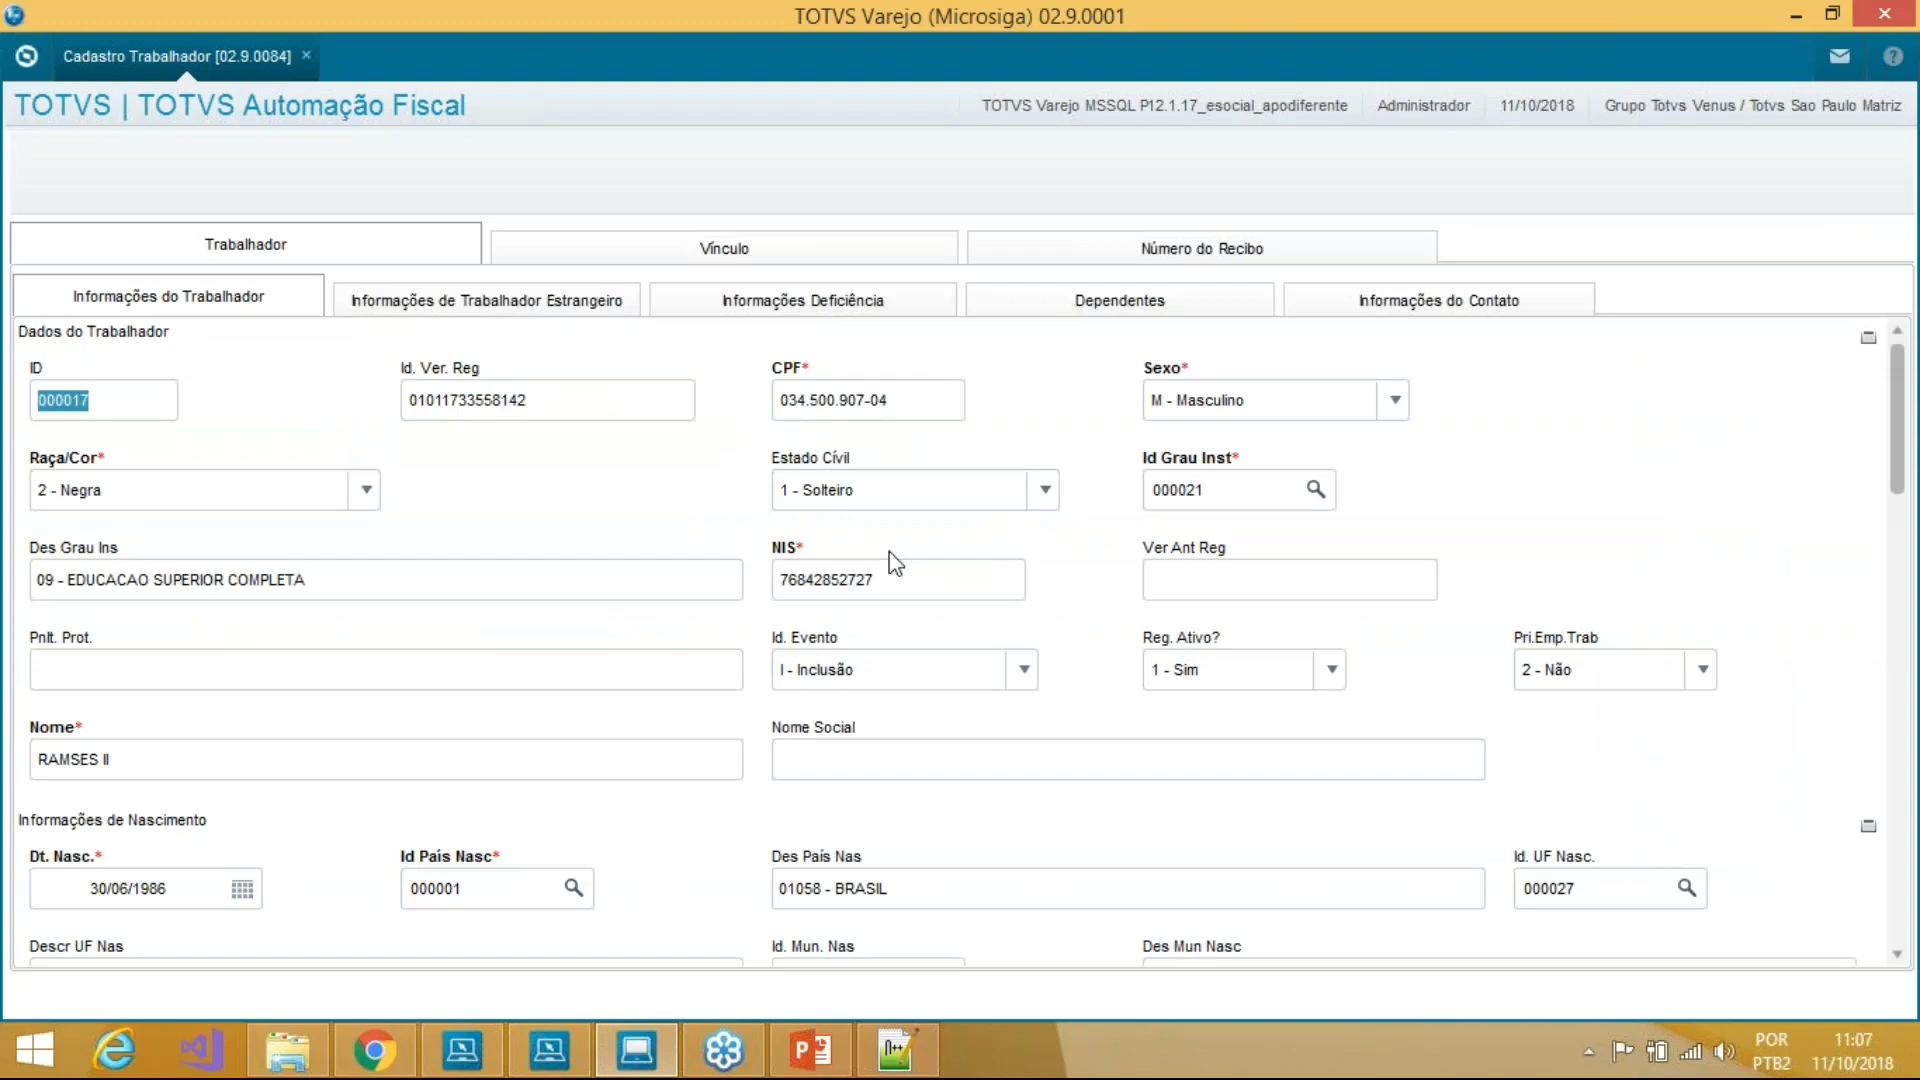 TOTVS Varejo (Microsiga) 02.9.0001
Cadastro Trabalhador [02.9.0084]
TOTVS | TOTVS Automação Fiscal
TOTVS Varejo MSSQL P12.1.17_esocial_apodiferente Administrador 11/10/2018 Grupo Totvs Venus / Totvs Sao Paulo Matriz
Trabalhador Vínculo Número do Recibo
Informações do Trabalhador Informações de Trabalhador Estrangeiro Informações Deficiência Dependentes Informações do Contato
Dados do Trabalhador
ID Id. Ver. Reg CPF* Sexo*
000017 01011733558142 034.500.907-04 M - Masculino
Raça/Cor* Estado Cívil Id Grau Inst*
2 - Negra 1 - Solteiro 000021
Des Grau Ins NIS* Ver Ant Reg
09 - EDUCACAO SUPERIOR COMPLETA 76842852727
Pnlt. Prot. Id. Evento Reg. Ativo? Pri.Emp.Trab
I - Inclusão 1 - Sim 2 - Não
Nome* Nome Social
RAMSES II
Informações de Nascimento
Dt. Nasc.* Id País Nasc* Des País Nas Id. UF Nasc.
30/06/1986 000001 01058 - BRASIL 000027
Descr UF Nas Id. Mun. Nas Des Mun Nasc
POR 11:07
PTB2 11/10/2018